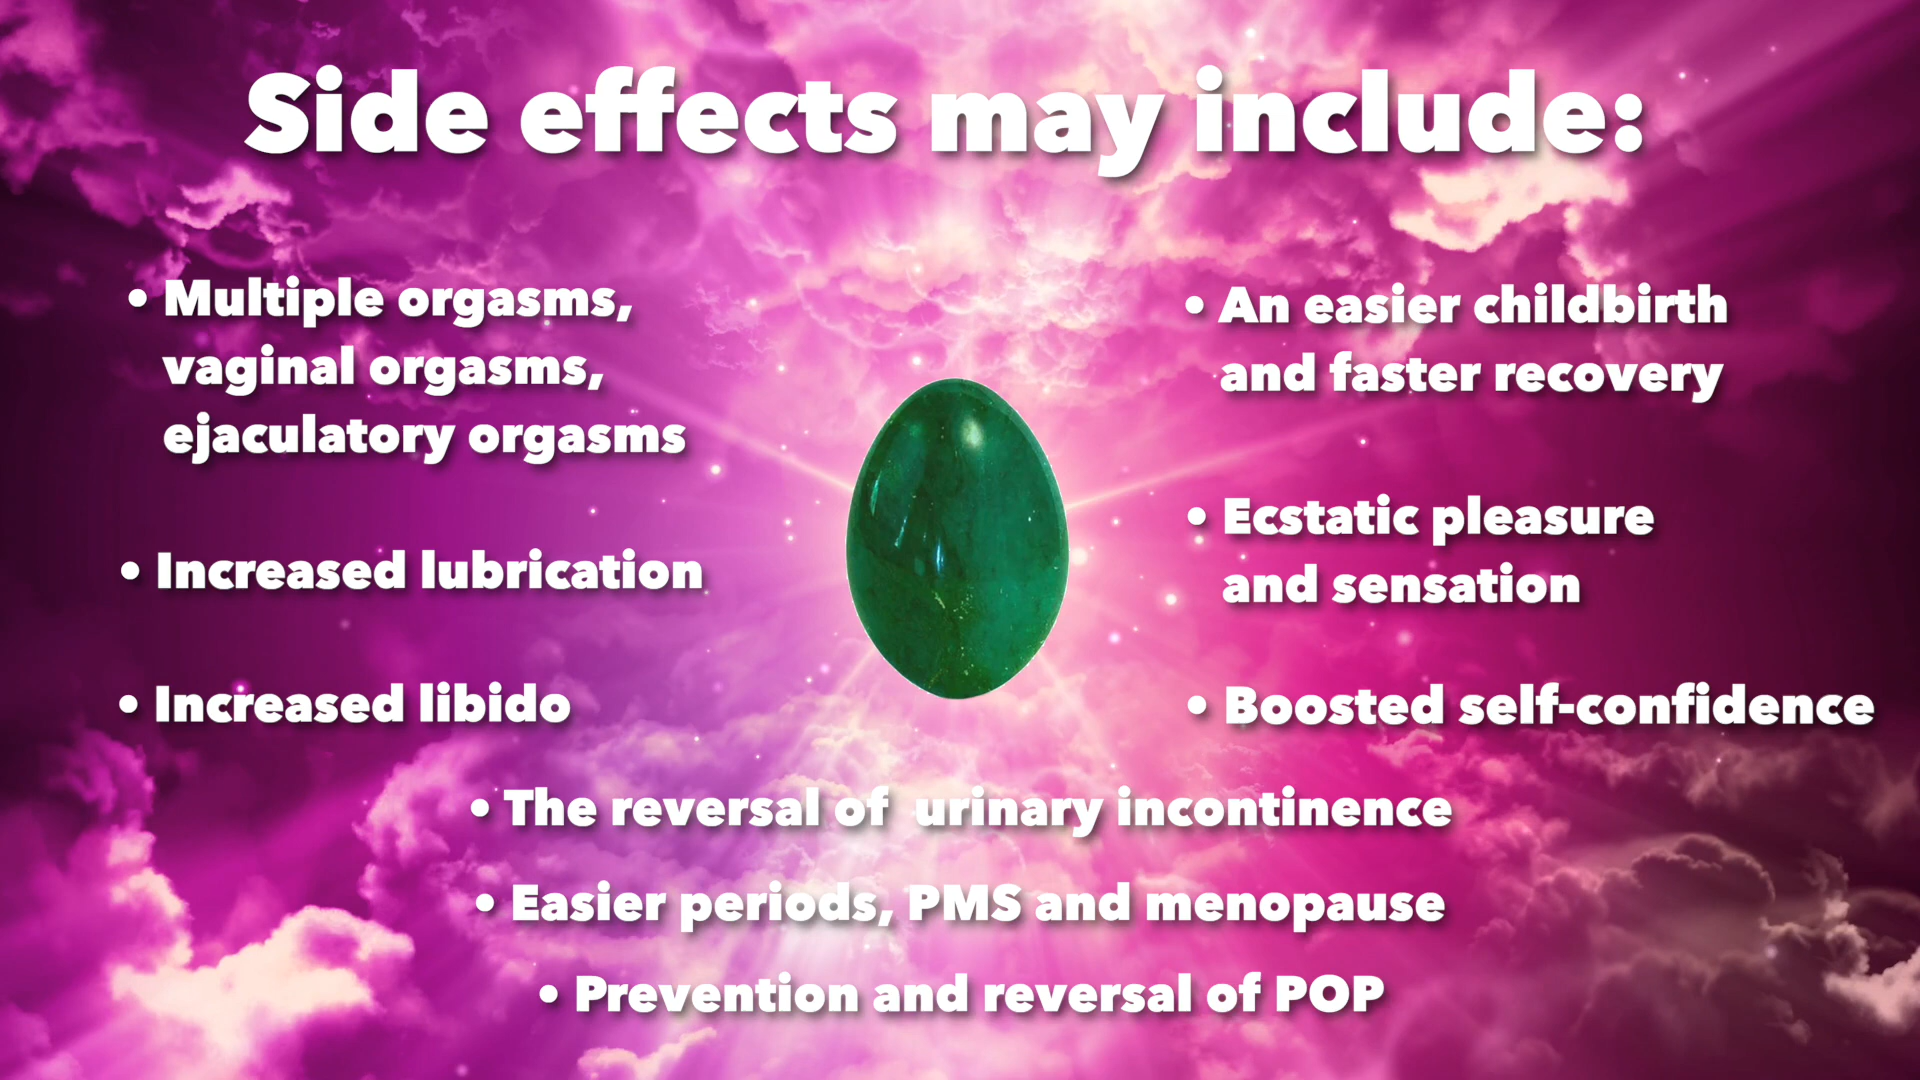 Side effects may include:
• Multiple orgasms,
vaginal orgasms,
ejaculatory orgasms
• Increased lubrication
• Increased libido
• An easier childbirth
and faster recovery
• Ecstatic pleasure
and sensation
• Boosted self-confidence
• The reversal of urinary incontinence
• Easier periods, PMS and menopause
• Prevention and reversal of POP